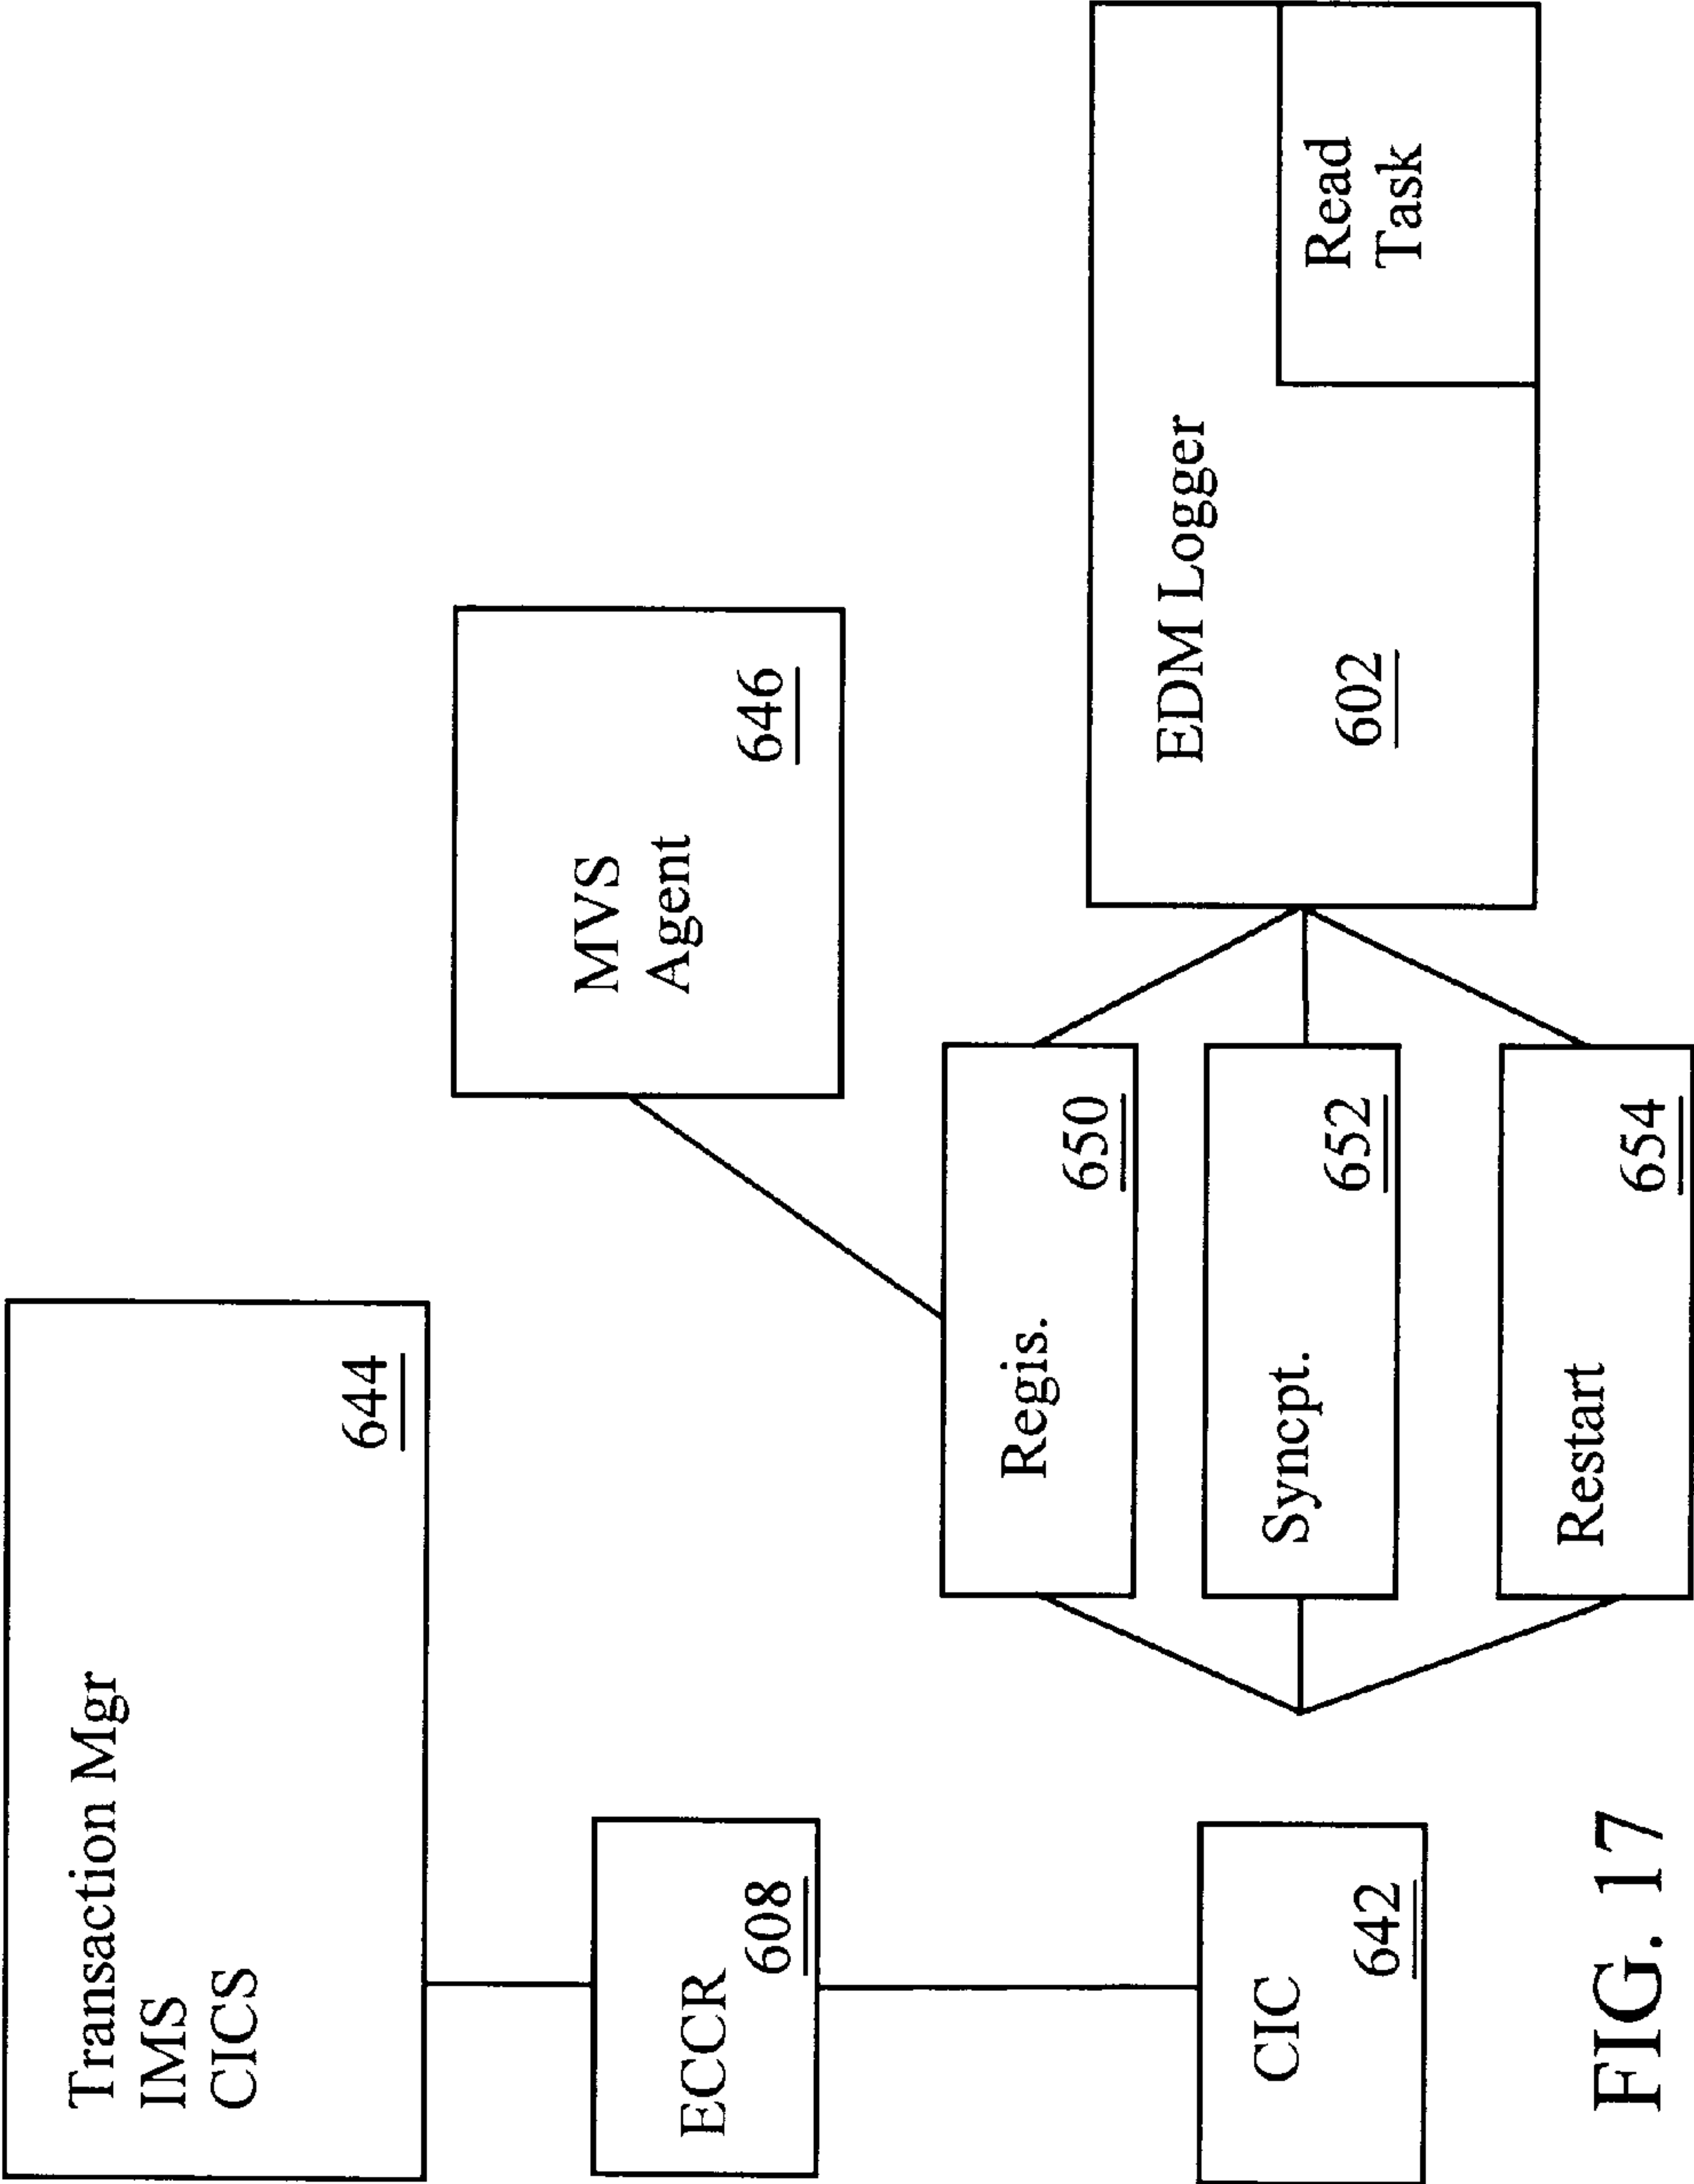 Transaction Mgr
IMS
CICS
644
ECCR
608
MVS
Agent
646
CIC
642
Regis.
650
Syncpt.
652
Restart
654
EDM Logger
602
Read
Task
FIG. 17